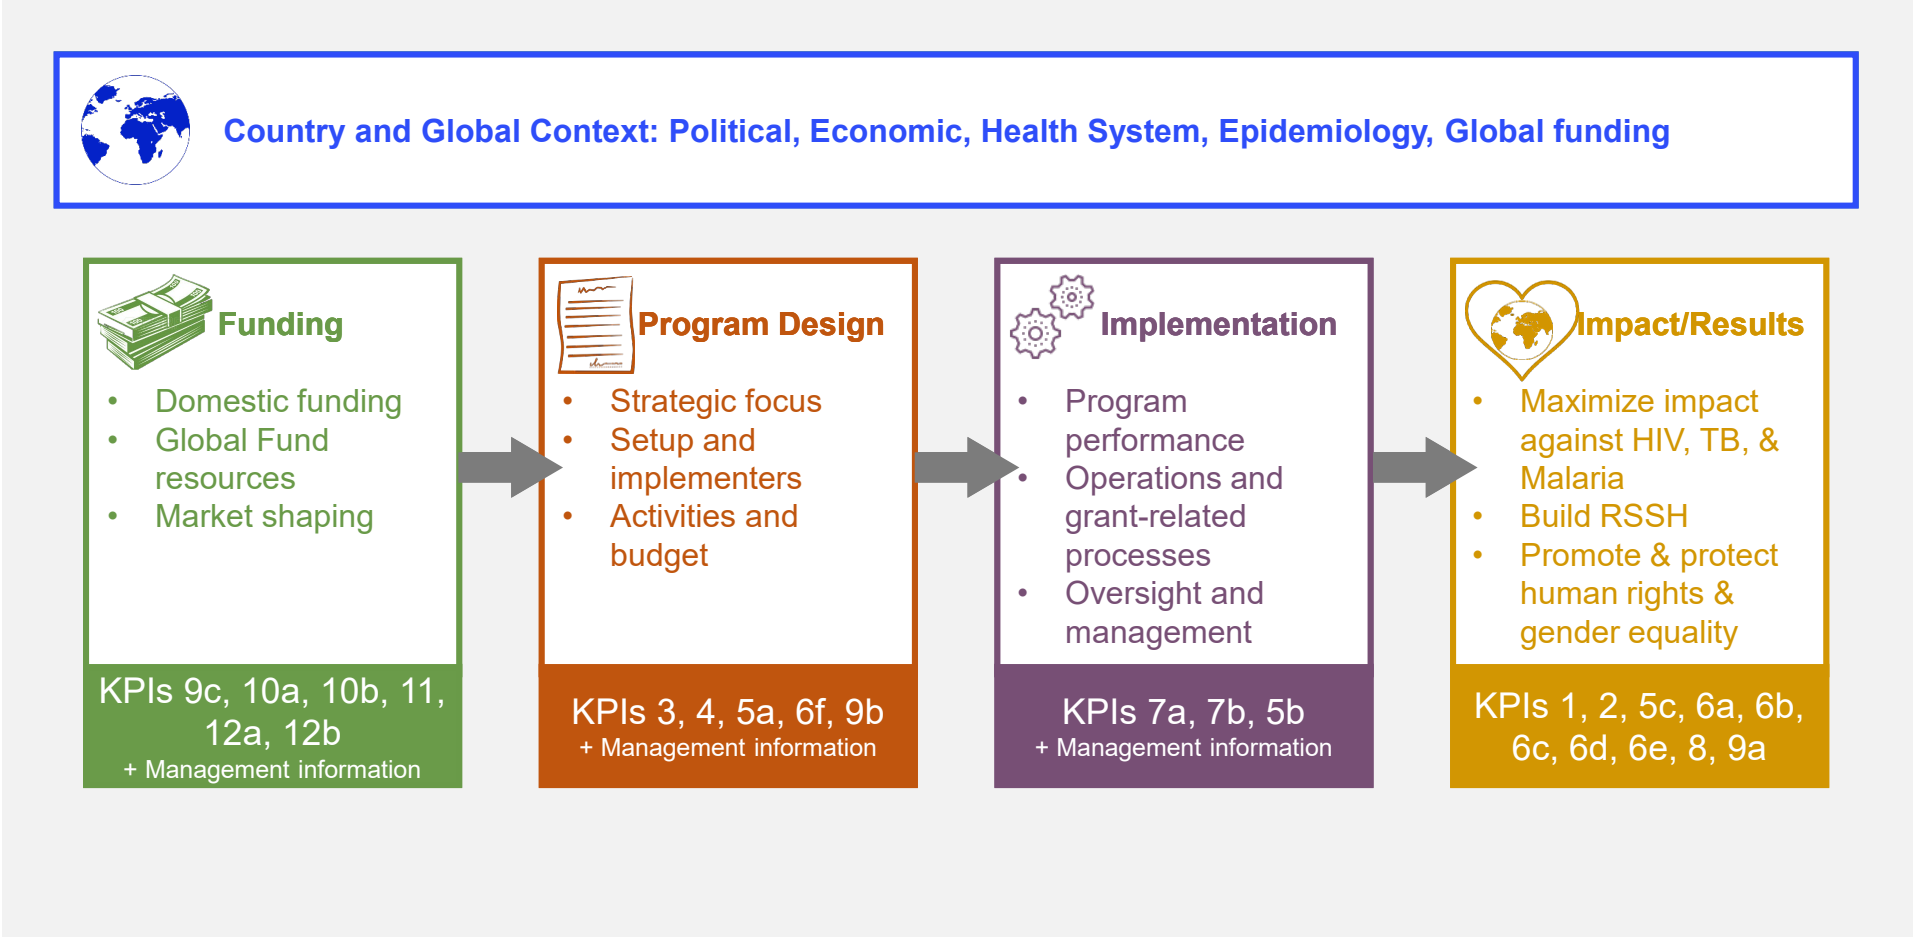 Country and Global Context: Political, Economic, Health System, Epidemiology, Global funding
Funding
• Domestic funding
• Global Fund
resources
• Market shaping
KPIs 9c, 10a, 10b, 11,
12a, 12b
+ Management information
Program Design
• Strategic focus
• Setup and
implementers
• Activities and
budget
KPIs 3, 4, 5a, 6f, 9b
+ Management information
Implementation
• Program
performance
• Operations and
grant-related
processes
• Oversight and
management
KPIs 7a, 7b, 5b
+ Management information
Impact/Results
• Maximize impact
against HIV, TB, &
Malaria
• Build RSSH
• Promote & protect
human rights &
gender equality
KPIs 1, 2, 5c, 6a, 6b,
6c, 6d, 6e, 8, 9a